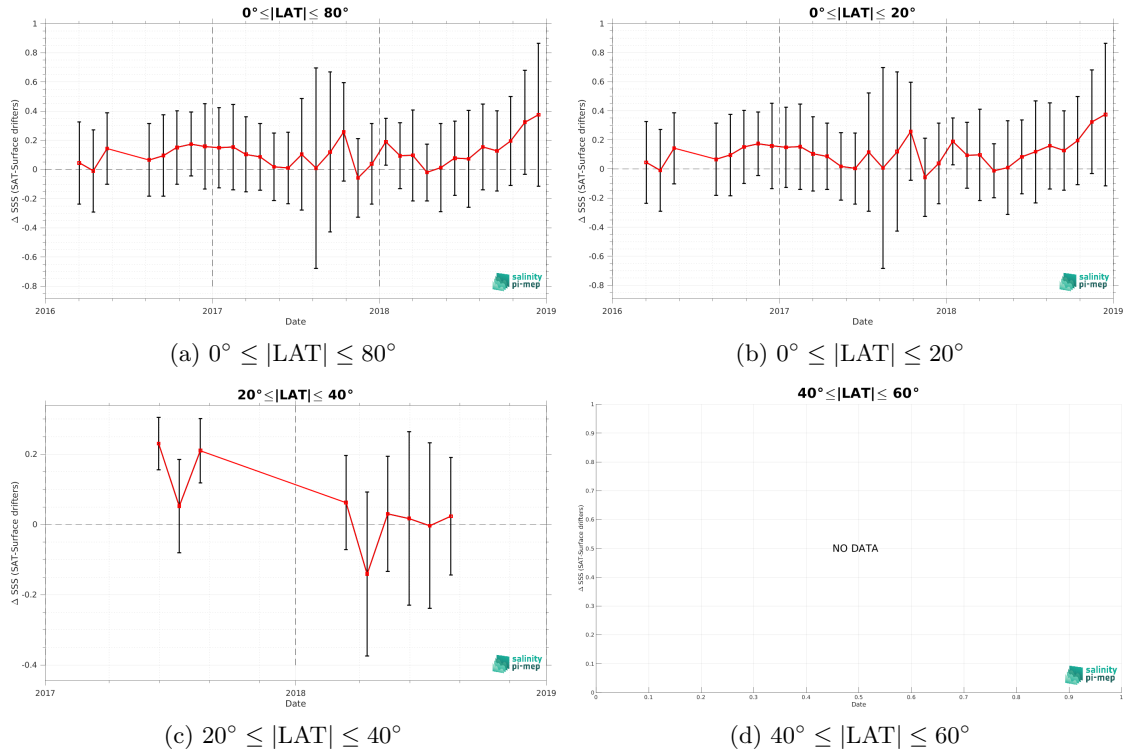 0°≤|LAT|≤ 80°
Δ SSS (SAT-Surface drifters)
1
0.8
0.6
0.4
0.2
0
-0.2
-0.4
-0.6
-0.8
2016
2017
2018
2019
Date
salinity
pi-mep
(a) 0° ≤ |LAT| ≤ 80°
0°≤|LAT|≤ 20°
Δ SSS (SAT-Surface drifters)
1
0.8
0.6
0.4
0.2
0
-0.2
-0.4
-0.6
-0.8
2016
2017
2018
2019
Date
salinity
pi-mep
(b) 0° ≤ |LAT| ≤ 20°
20°≤|LAT|≤ 40°
Δ SSS (SAT-Surface drifters)
0.2
0
-0.2
-0.4
2017
2018
2019
Date
salinity
pi-mep
(c) 20° ≤ |LAT| ≤ 40°
40°≤|LAT|≤ 60°
Δ SSS (SAT-Surface drifters)
1
0.9
0.8
0.7
0.6
0.5
0.4
0.3
0.2
0.1
0
NO DATA
0 0.1 0.2 0.3 0.4 0.5 0.6 0.7 0.8 0.9 1
Date
salinity
pi-mep
(d) 40° ≤ |LAT| ≤ 60°